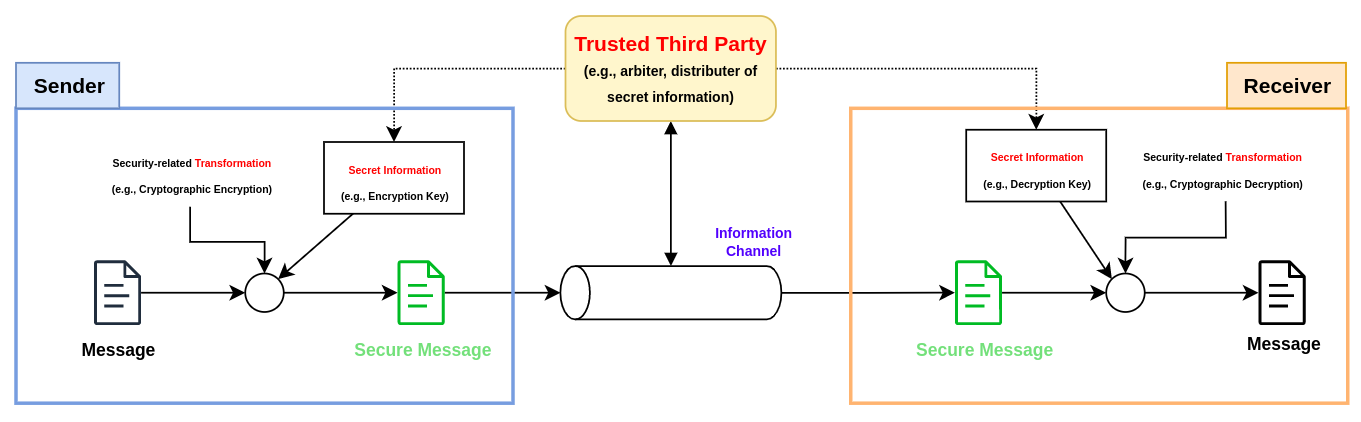 Trusted Third Party
(e.g., arbiter, distributer of
secret information)
Sender
Receiver
Security-related Transformation
(e.g., Cryptographic Encryption)
Secret Information
(e.g., Encryption Key)
Secret Information
(e.g., Decryption Key)
Security-related Transformation
(e.g., Cryptographic Decryption)
Information
Channel
Message
Secure Message
Secure Message
Message